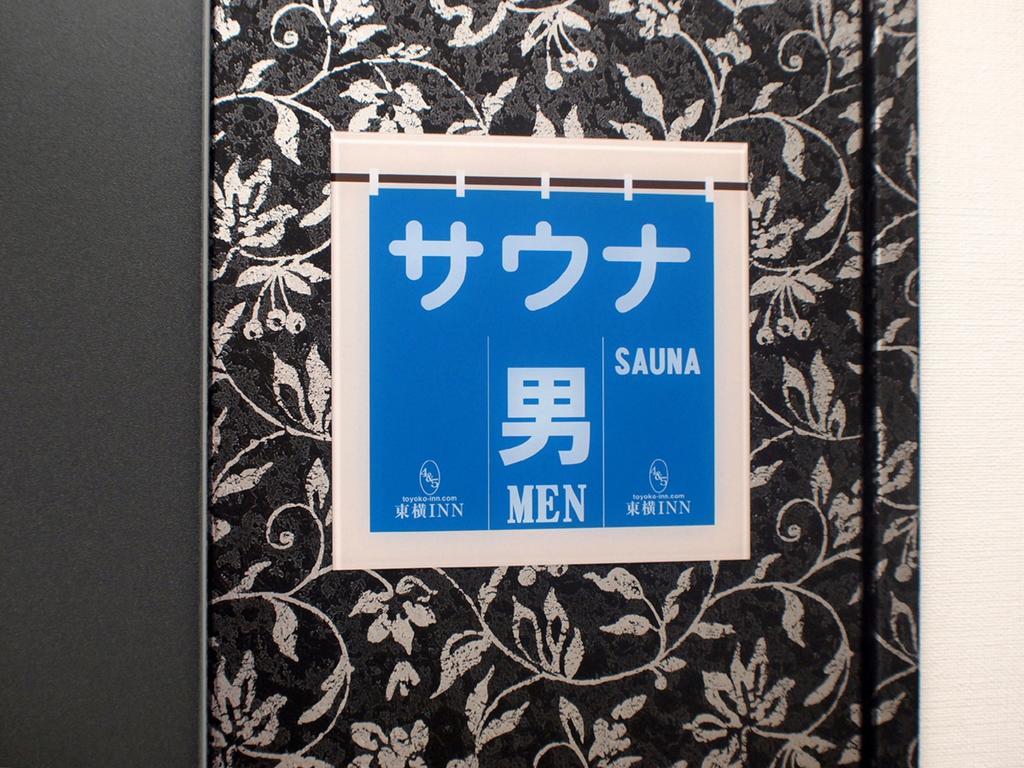 サウナ
SAUNA
男
MEN
A&S
toyoko-inn.com
東横INN
A&S
toyoko-inn.com
東横INN